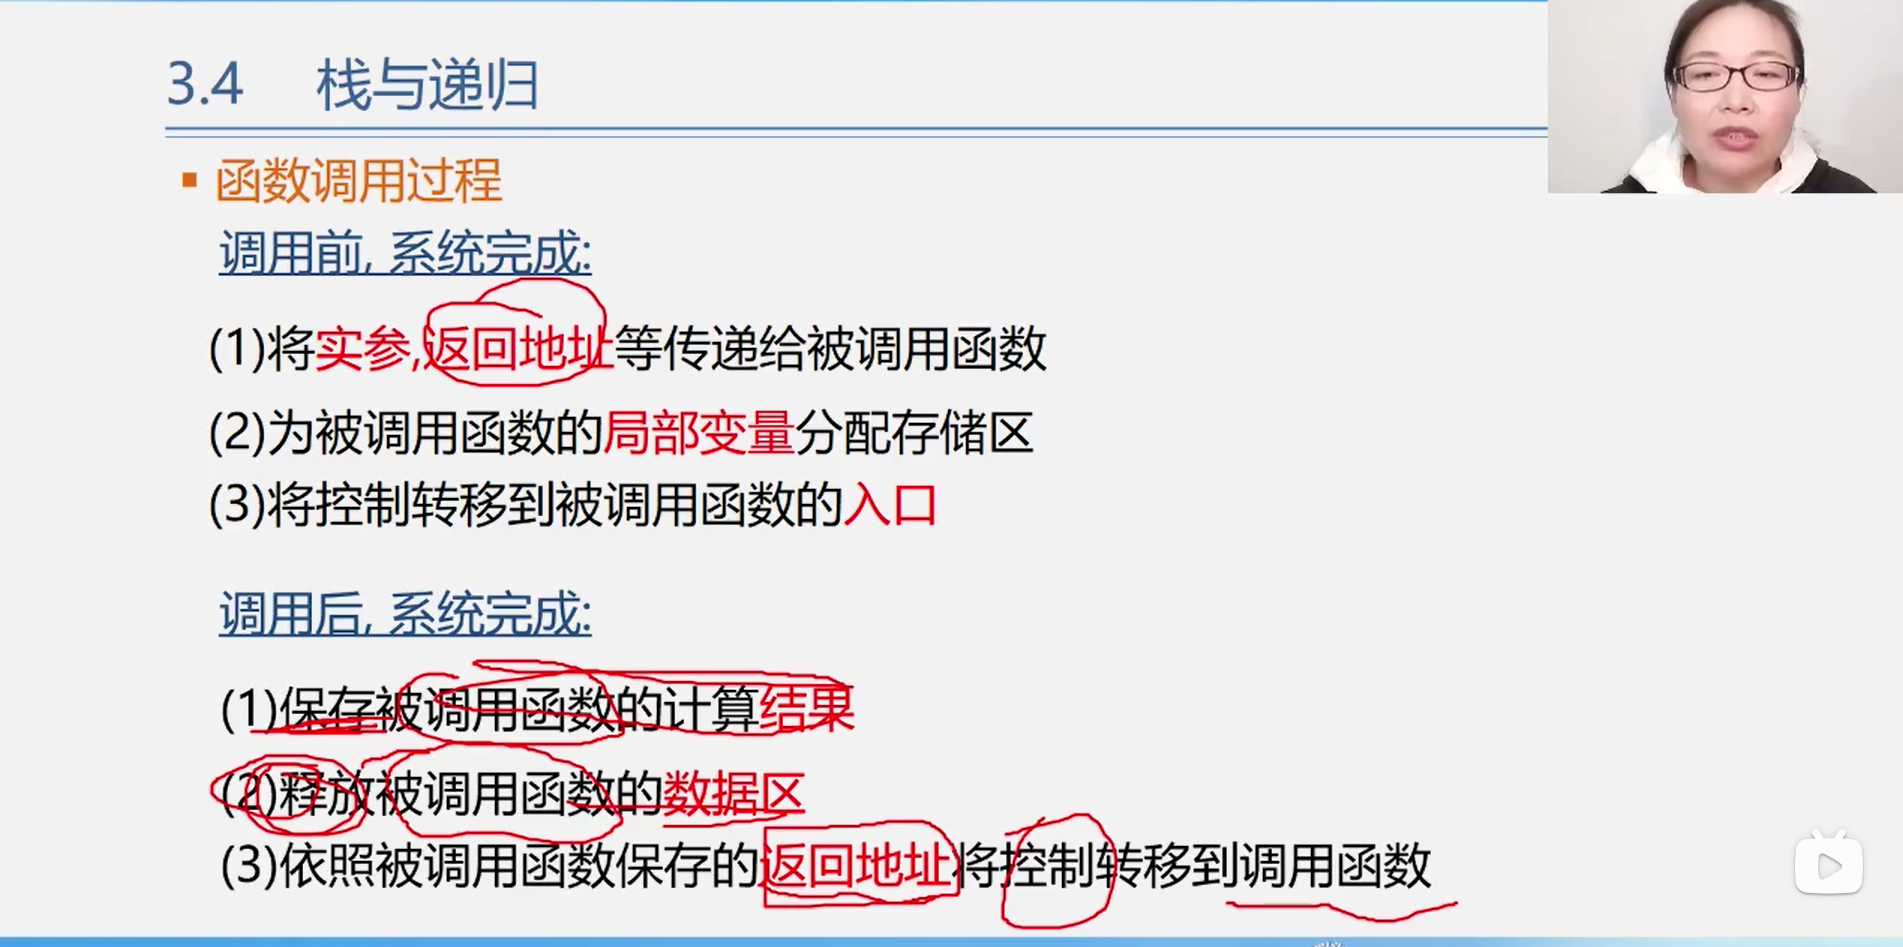 3.4 栈与递归
函数调用过程
调用前, 系统完成:
(1)将实参,返回地址等传递给被调用函数
(2)为被调用函数的局部变量分配存储区
(3)将控制转移到被调用函数的入口
调用后, 系统完成:
(1)保存被调用函数的计算结果
(2)释放被调用函数的数据区
(3)依照被调用函数保存的返回地址将控制转移到调用函数